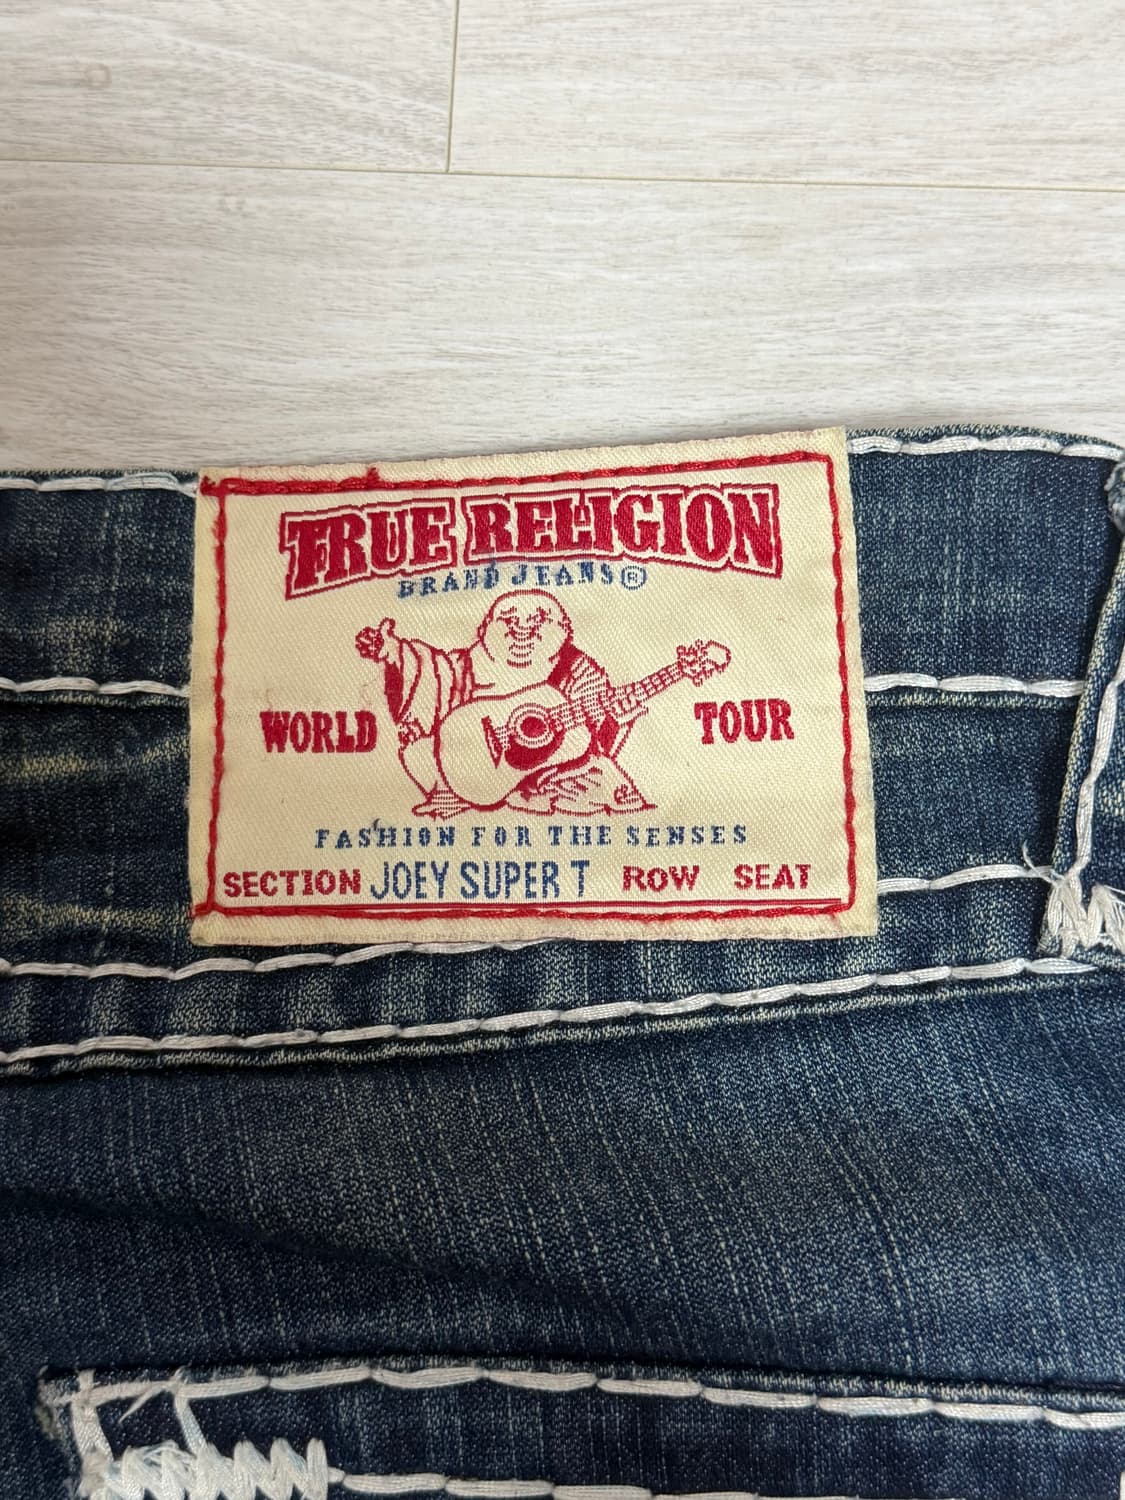 TRUE RELIGION
BRAND JEANS®
WORLD TOUR
FASHION FOR THE SENSES
SECTION JOEY SUPER T ROW SEAT